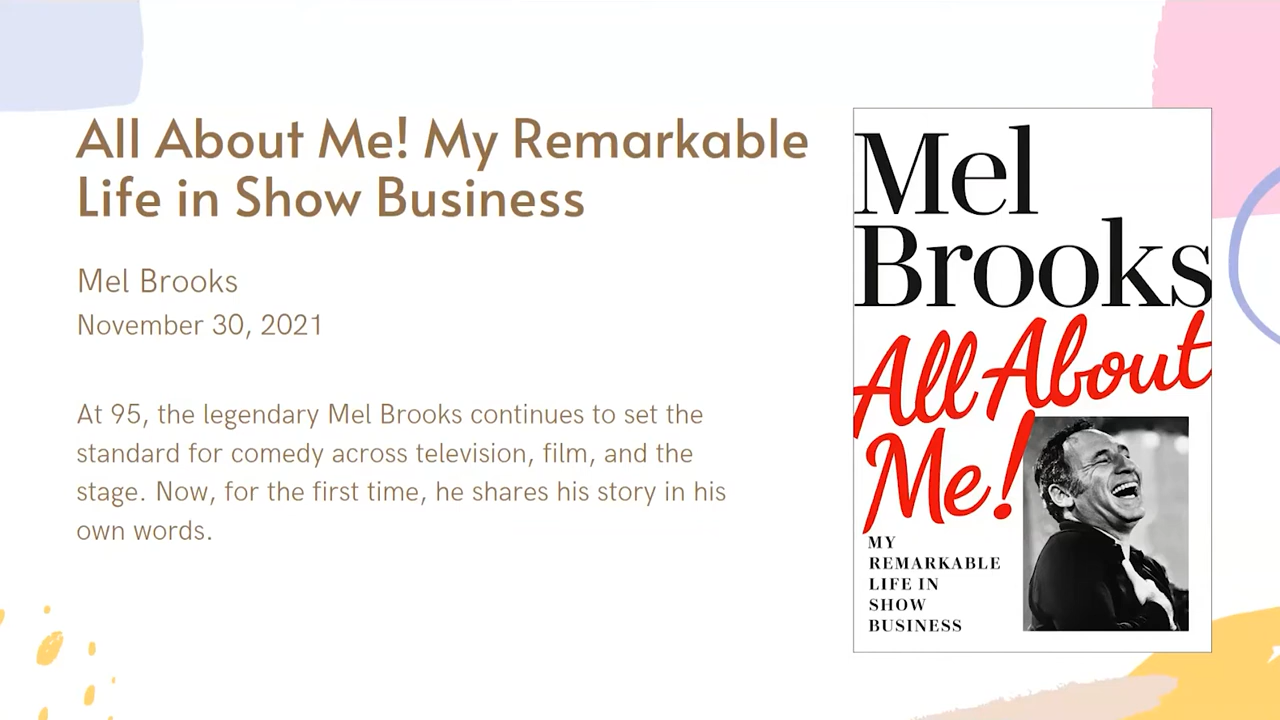 All About Me! My Remarkable
Life in Show Business
Mel Brooks
November 30, 2021
At 95, the legendary Mel Brooks continues to set the
standard for comedy across television, film, and the
stage. Now, for the first time, he shares his story in his
own words.
Mel
Brooks
All About
Me!
MY
REMARKABLE
LIFE IN
SHOW
BUSINESS